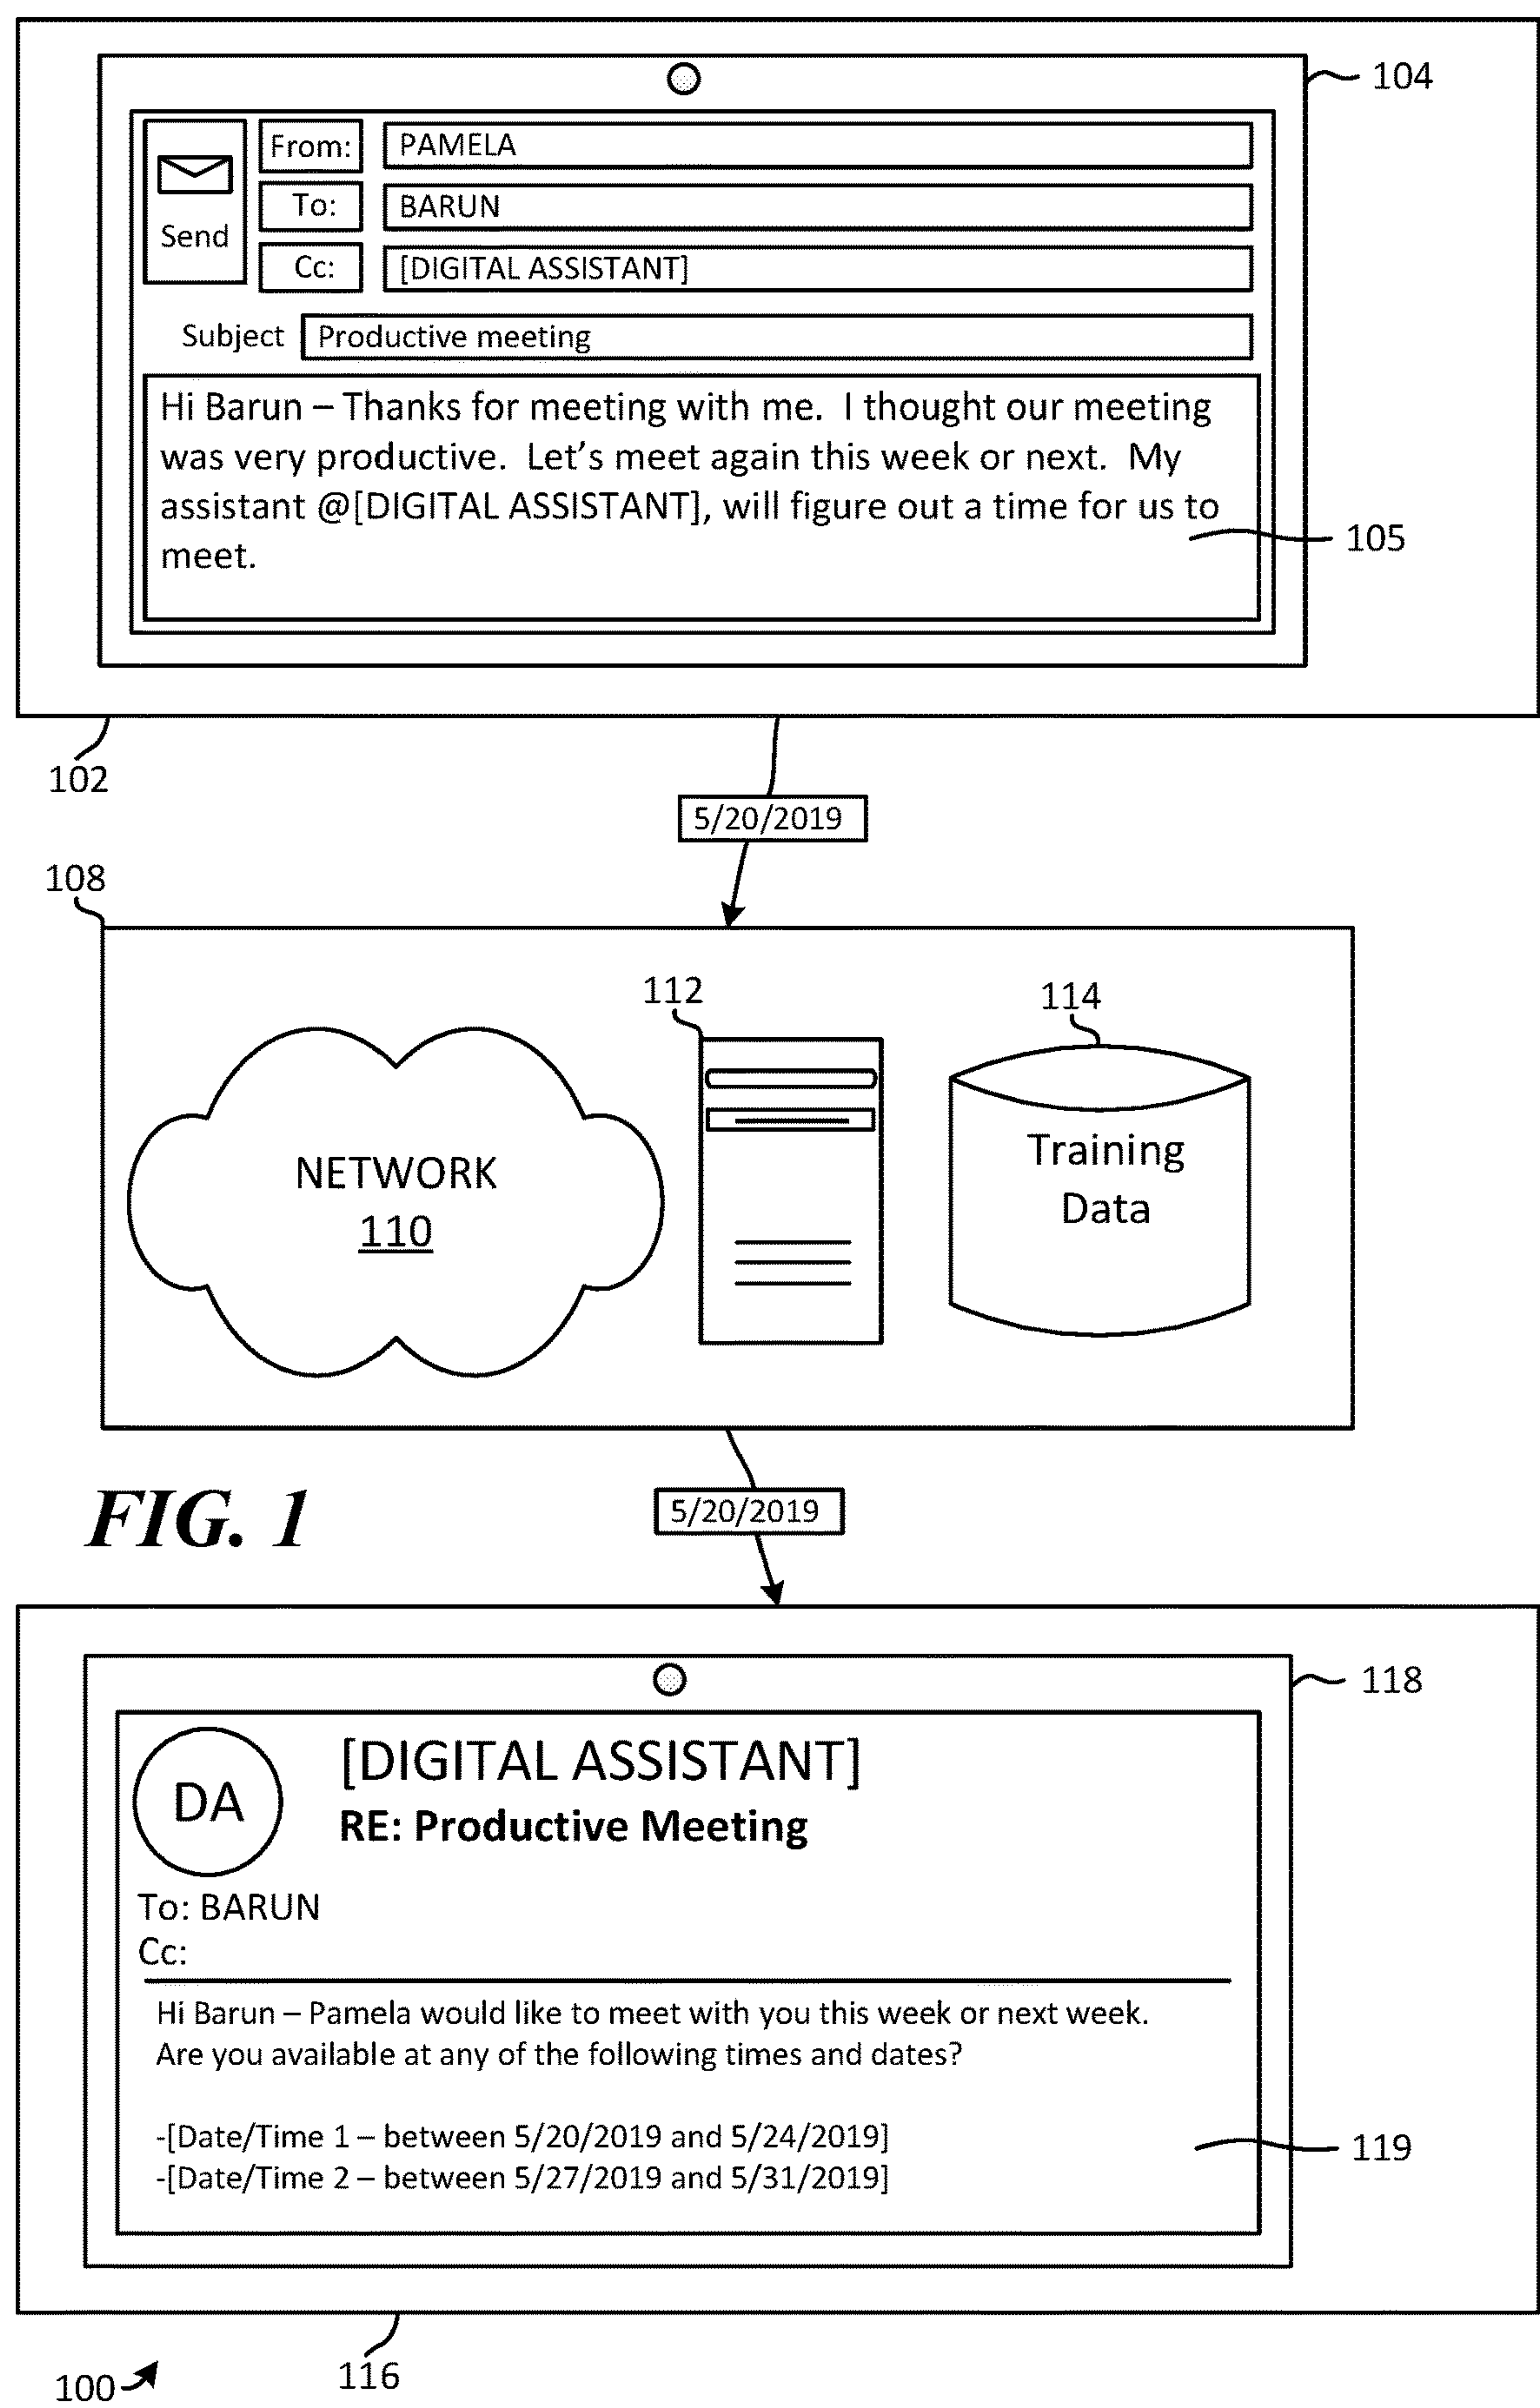 104
From: PAMELA
To: BARUN
Send
Cc: [DIGITAL ASSISTANT]
Subject Productive meeting
Hi Barun – Thanks for meeting with me.  I thought our meeting
was very productive.  Let's meet again this week or next.  My
assistant @[DIGITAL ASSISTANT], will figure out a time for us to
meet.
105
102
5/20/2019
108
112
114
NETWORK
110
Training
Data
FIG. 1
5/20/2019
118
DA
[DIGITAL ASSISTANT]
RE: Productive Meeting
To: BARUN
Cc:
Hi Barun – Pamela would like to meet with you this week or next week.
Are you available at any of the following times and dates?
-[Date/Time 1 – between 5/20/2019 and 5/24/2019]
-[Date/Time 2 – between 5/27/2019 and 5/31/2019]
119
116
100